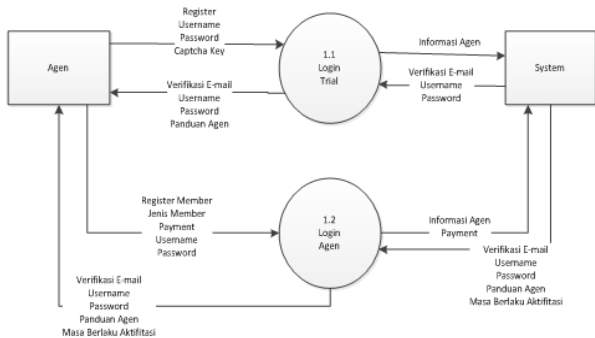 Register
Username
Password
Captcha Key
Agen
1.1
Login
Trial
Informasi Agen
System
Verifikasi E-mail
Username
Password
Panduan Agen
Verifikasi E-mail
Username
Password
Register Member
Jenis Member
Payment
Username
Password
1.2
Login
Agen
Informasi Agen
Payment
Verifikasi E-mail
Username
Password
Panduan Agen
Masa Berlaku Aktifitasi
Verifikasi E-mail
Username
Password
Panduan Agen
Masa Berlaku Aktifitasi